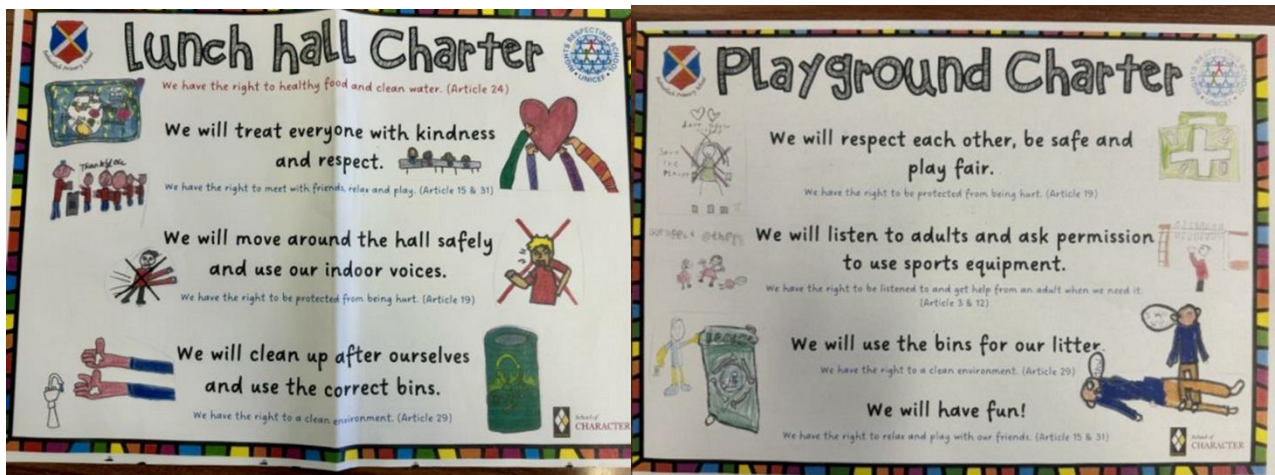 Lunch hall Charter
RIGHTS RESPECTING SCHOOLS
UNICEF
We have the right to healthy food and clean water. (Article 24)
We will treat everyone with kindness
and respect.
We have the right to meet with friends, relax and play. (Article 15 & 31)
We will move around the hall safely
and use our indoor voices.
We have the right to be protected from being hurt. (Article 19)
We will clean up after ourselves
and use the correct bins.
We have the right to a clean environment. (Article 29)
School of
CHARACTER
Playground Charter
UNICEF
We will respect each other, be safe and
play fair.
We have the right to be protected from being hurt. (Article 19)
We will listen to adults and ask permission
to use sports equipment.
We have the right to be listened to and get help from an adult when we need it.
(Article 3 & 12)
We will use the bins for our litter.
We have the right to a clean environment. (Article 29)
We will have fun!
We have the right to relax and play with our friends. (Article 15 & 31)
School of
CHARACTER